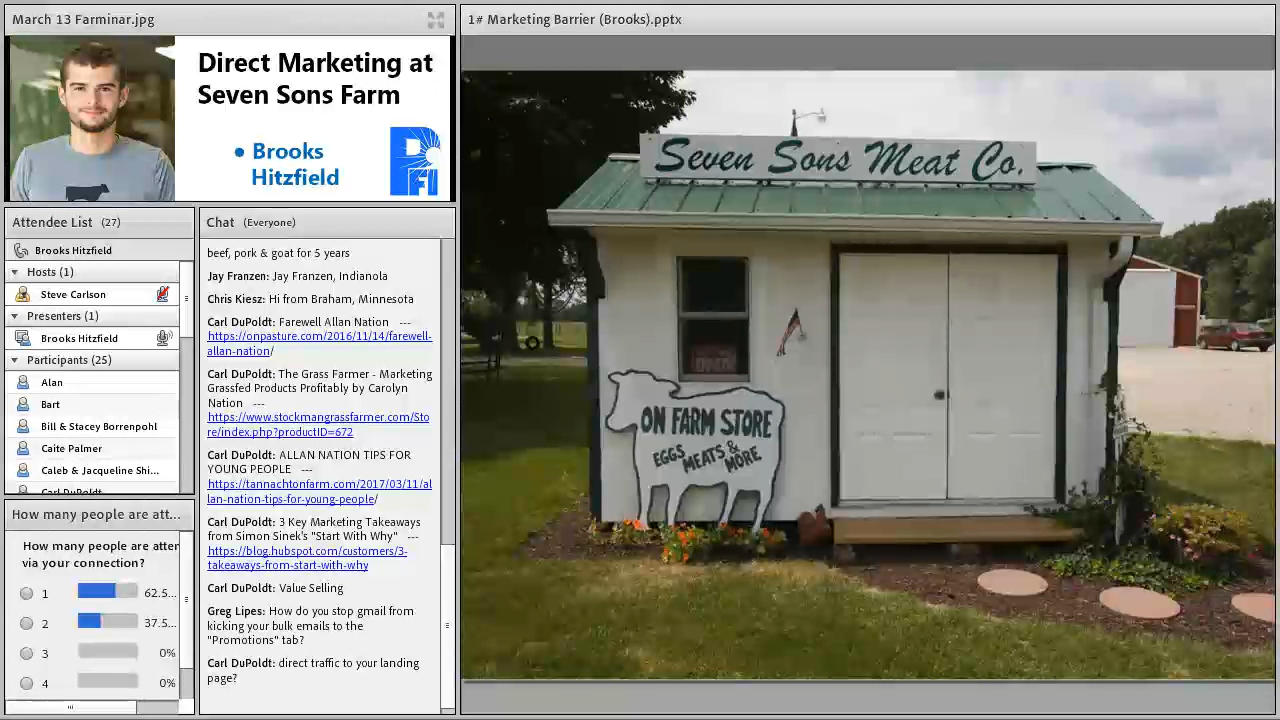 March 13 Farminar.jpg
Direct Marketing at
Seven Sons Farm
• Brooks
Hitzfield
Attendee List (27)
Brooks Hitzfield
Hosts (1)
Steve Carlson
Presenters (1)
Brooks Hitzfield
Participants (25)
Alan
Bart
Bill & Stacey Borrenpohl
Caite Palmer
Caleb & Jacqueline Shi...
Carl DuPoldt
How many people are att...
How many people are atter
via your connection?
1 62.5...
2 37.5...
3 0%
4 0%
Chat (Everyone)
beef, pork & goat for 5 years
Jay Franzen: Jay Franzen, Indianola
Chris Kiesz: Hi from Braham, Minnesota
Carl DuPoldt: Farewell Allan Nation ---
https://onpasture.com/2016/11/14/farewell-
allan-nation/
Carl DuPoldt: The Grass Farmer - Marketing
Grassfed Products Profitably by Carolyn
Nation ---
https://www.stockmangrassfarmer.com/Sto
re/index.php?productID=672
Carl DuPoldt: ALLAN NATION TIPS FOR
YOUNG PEOPLE ---
https://tannachtonfarm.com/2017/03/11/al
lan-nation-tips-for-young-people/
Carl DuPoldt: 3 Key Marketing Takeaways
from Simon Sinek's "Start With Why" ---
https://blog.hubspot.com/customers/3-
takeaways-from-start-with-why
Carl DuPoldt: Value Selling
Greg Lipes: How do you stop gmail from
kicking your bulk emails to the
"Promotions" tab?
Carl DuPoldt: direct traffic to your landing
page?
1# Marketing Barrier (Brooks).pptx
Seven Sons Meat Co.
OPEN
ON FARM STORE
EGGS
MEATS &
MORE